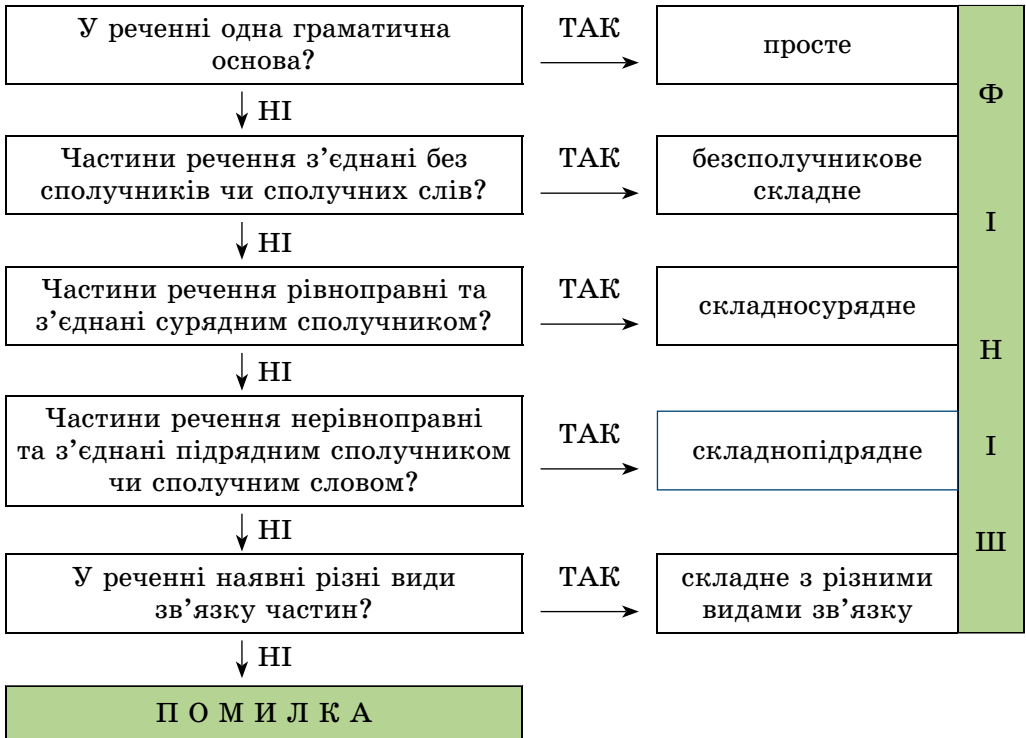 У реченні одна граматична
основа?
ТАК
просте
НІ
Частини речення з’єднані без
сполучників чи сполучних слів?
ТАК
безсполучникове
складне
НІ
Частини речення рівноправні та
з’єднані сурядним сполучником?
ТАК
складносурядне
НІ
Частини речення нерівноправні
та з’єднані підрядним сполучником
чи сполучним словом?
ТАК
складнопідрядне
НІ
У реченні наявні різні види
зв’язку частин?
ТАК
складне з різними
видами зв’язку
НІ
ПОМИЛКА
Ф
І
Н
І
Ш